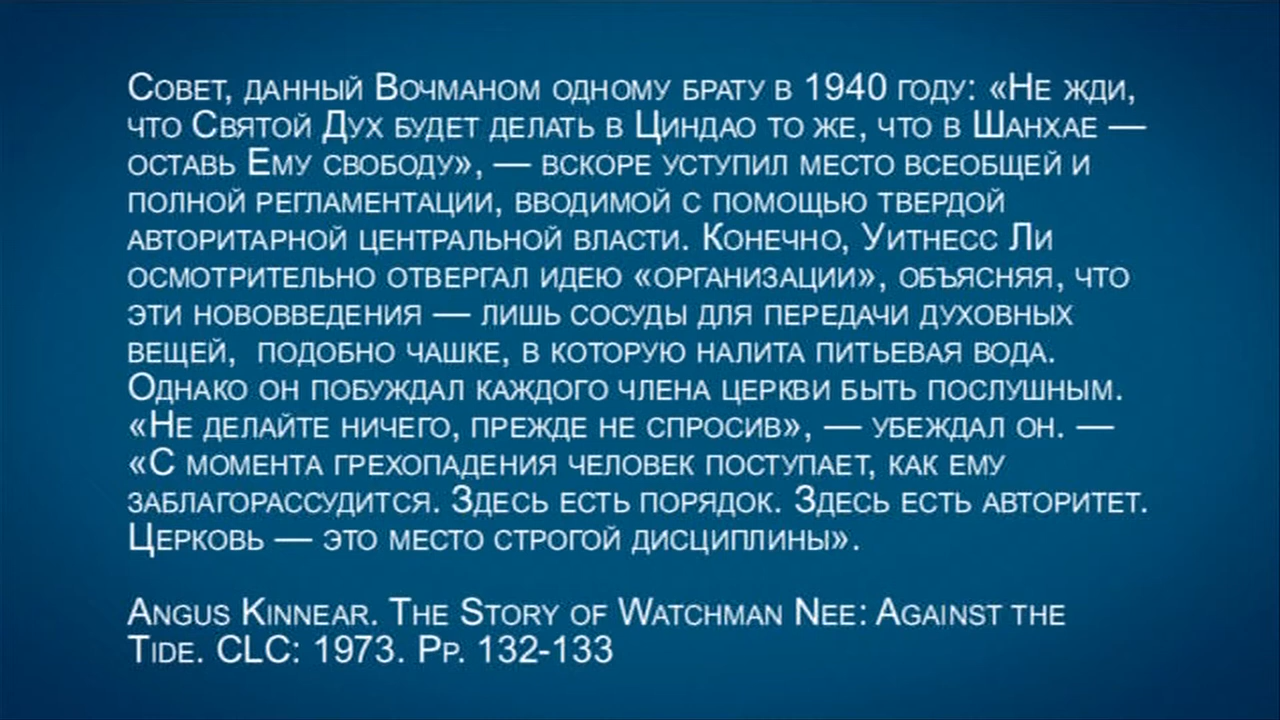 Совет, данный Вочманом одному брату в 1940 году: «Не жди,
что Святой Дух будет делать в Циндао то же, что в Шанхае —
оставь Ему свободу», — вскоре уступил место всеобщей и
полной регламентации, вводимой с помощью твердой
авторитарной центральной власти. Конечно, Уитнесс Ли
осмотрительно отвергал идею «организации», объясняя, что
эти нововведения — лишь сосуды для передачи духовных
вещей, подобно чашке, в которую налита питьевая вода.
Однако он побуждал каждого члена церкви быть послушным.
«Не делайте ничего, прежде не спросив», — убеждал он. —
«С момента грехопадения человек поступает, как ему
заблагорассудится. Здесь есть порядок. Здесь есть авторитет.
Церковь — это место строгой дисциплины».
Angus Kinnear. The Story of Watchman Nee: Against the
Tide. CLC: 1973. Pp. 132-133